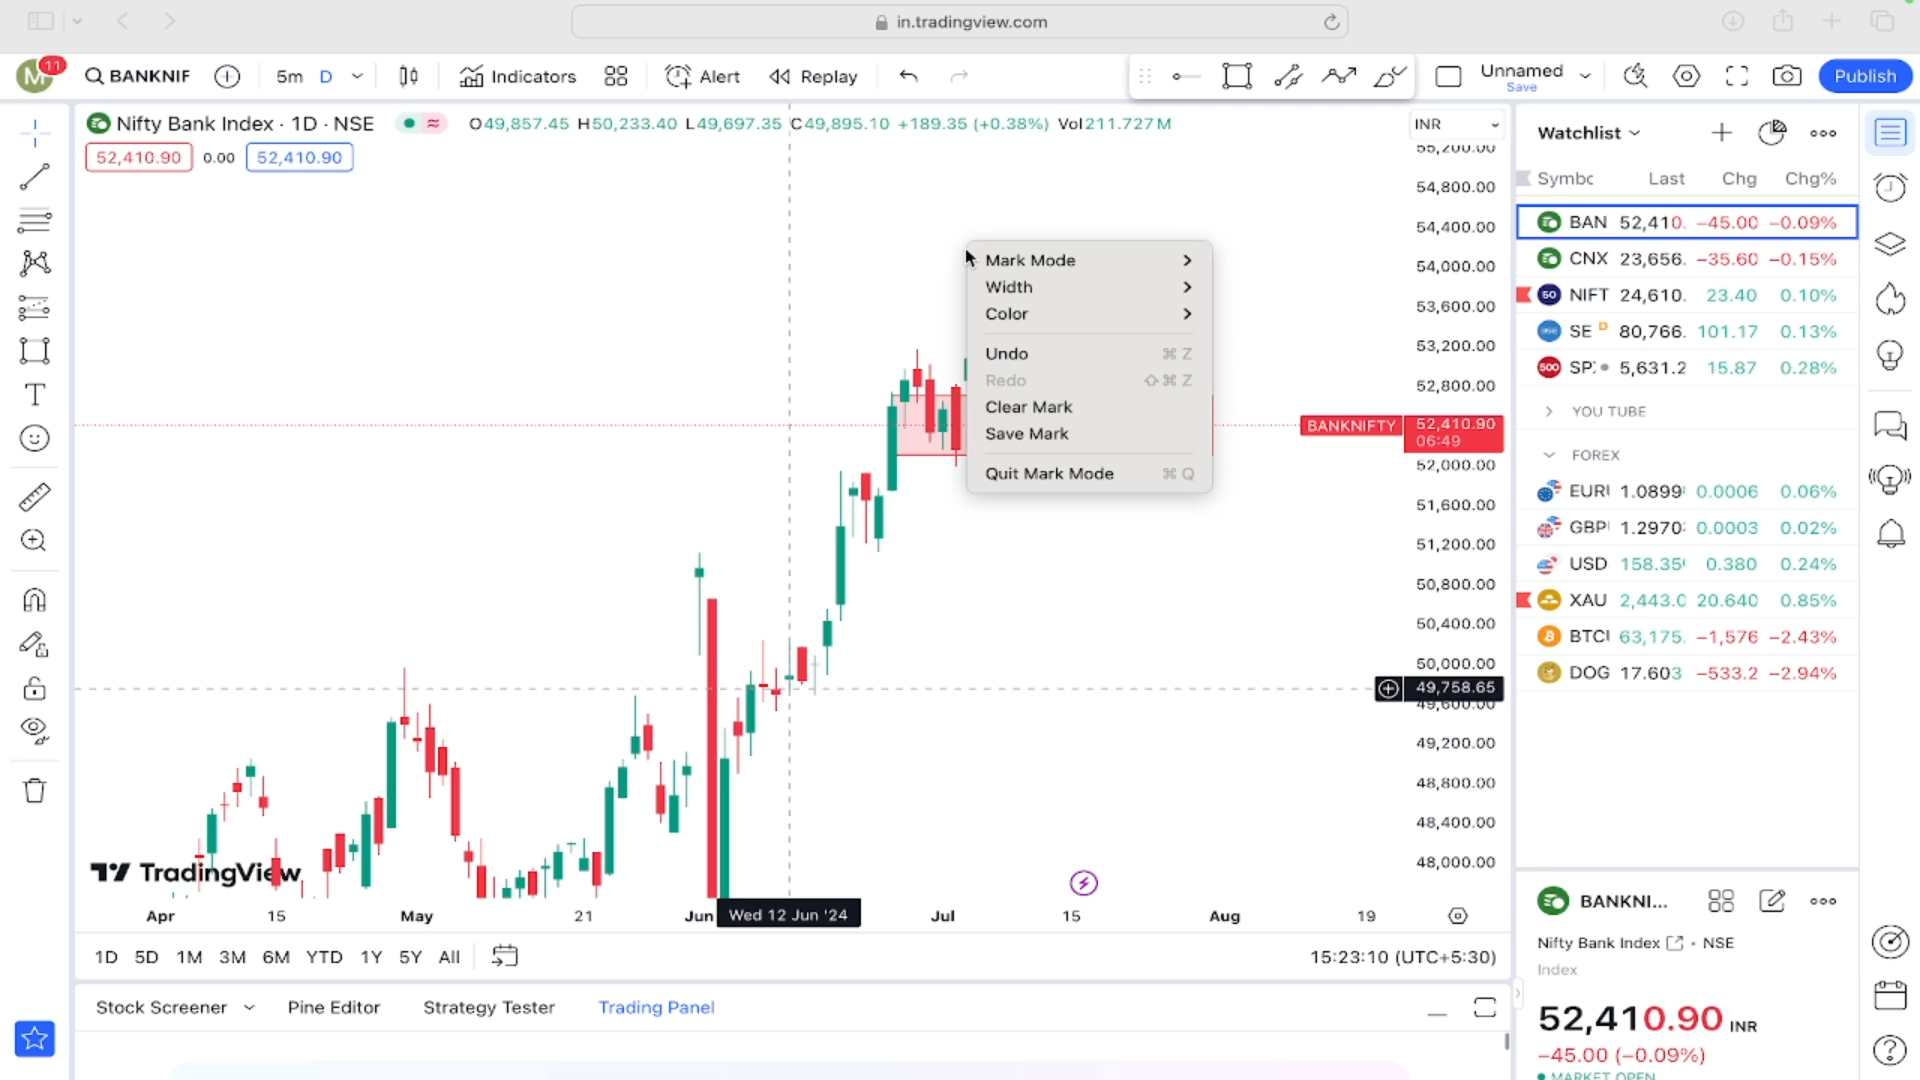 in.tradingview.com
M 11 BANKNIF 5m D Indicators Alert Replay Unnamed Publish
Save
Nifty Bank Index · 1D · NSE O49,857.45 H50,233.40 L49,697.35 C49,895.10 +189.35 (+0.38%) Vol211.727M
52,410.90 0.00 52,410.90
INR
55,200.00
54,800.00
54,400.00
54,000.00
53,600.00
53,200.00
52,800.00
BANKNIFTY 52,410.90
06:49
52,000.00
51,600.00
51,200.00
50,800.00
50,400.00
50,000.00
49,758.65
49,600.00
49,200.00
48,800.00
48,400.00
48,000.00
Mark Mode
Width
Color
Undo ⌘ Z
Redo ⇧ ⌘ Z
Clear Mark
Save Mark
Quit Mark Mode ⌘ Q
TradingView
Apr 15 May 21 Jun Wed 12 Jun '24 Jul 15 Aug 19
1D 5D 1M 3M 6M YTD 1Y 5Y All 15:23:10 (UTC+5:30)
Stock Screener Pine Editor Strategy Tester Trading Panel
Watchlist
Symbc Last Chg Chg%
BAN 52,410. −45.00 −0.09%
CNX 23,656. −35.60 −0.15%
50 NIFT 24,610. 23.40 0.10%
SE D 80,766. 101.17 0.13%
500 SP: 5,631.2 15.87 0.28%
YOU TUBE
FOREX
EURI 1.0899 0.0006 0.06%
GBP 1.2970 0.0003 0.02%
USD 158.35 0.380 0.24%
XAU 2,443.0 20.640 0.85%
BTCI 63,175. −1,576 −2.43%
DOG 17.603 −533.2 −2.94%
BANKNI...
Nifty Bank Index • NSE
Index
52,410.90 INR
−45.00 (−0.09%)
MARKET OPEN